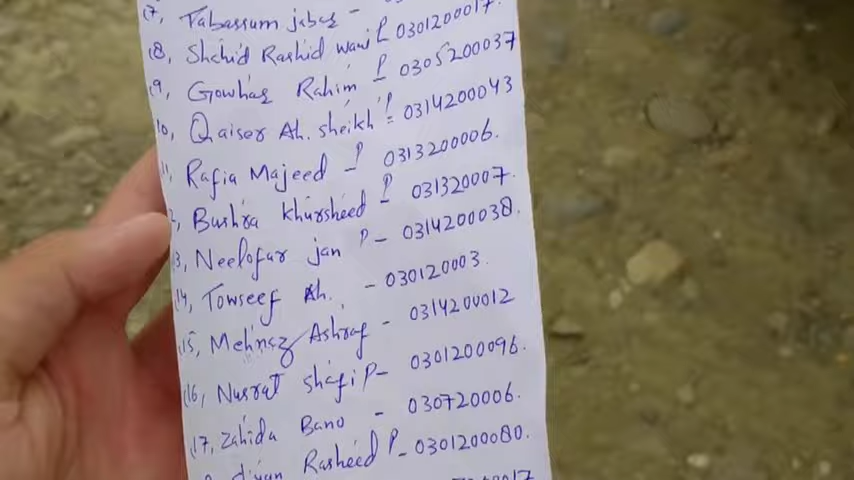 7, Tabassum jabar -
(8, Shahid Rashid wani P 0301200017.
(9, Gowhar Rahim - P 0305200037
10, Qaiser Ah. sheikh P = 0314200043
11, Rafia Majeed - P 0313200006.
2, Bushra khursheed - P 031320007.
13, Neelofar jan P - 0314200038.
14, Towseef Ah. - 030120003.
15, Mehnaz Ashraf - 0314200012
16, Nusrat shafi P - 0301200096.
17, Zahida Bano - 030720006.
Rasheed P - 0301200080.